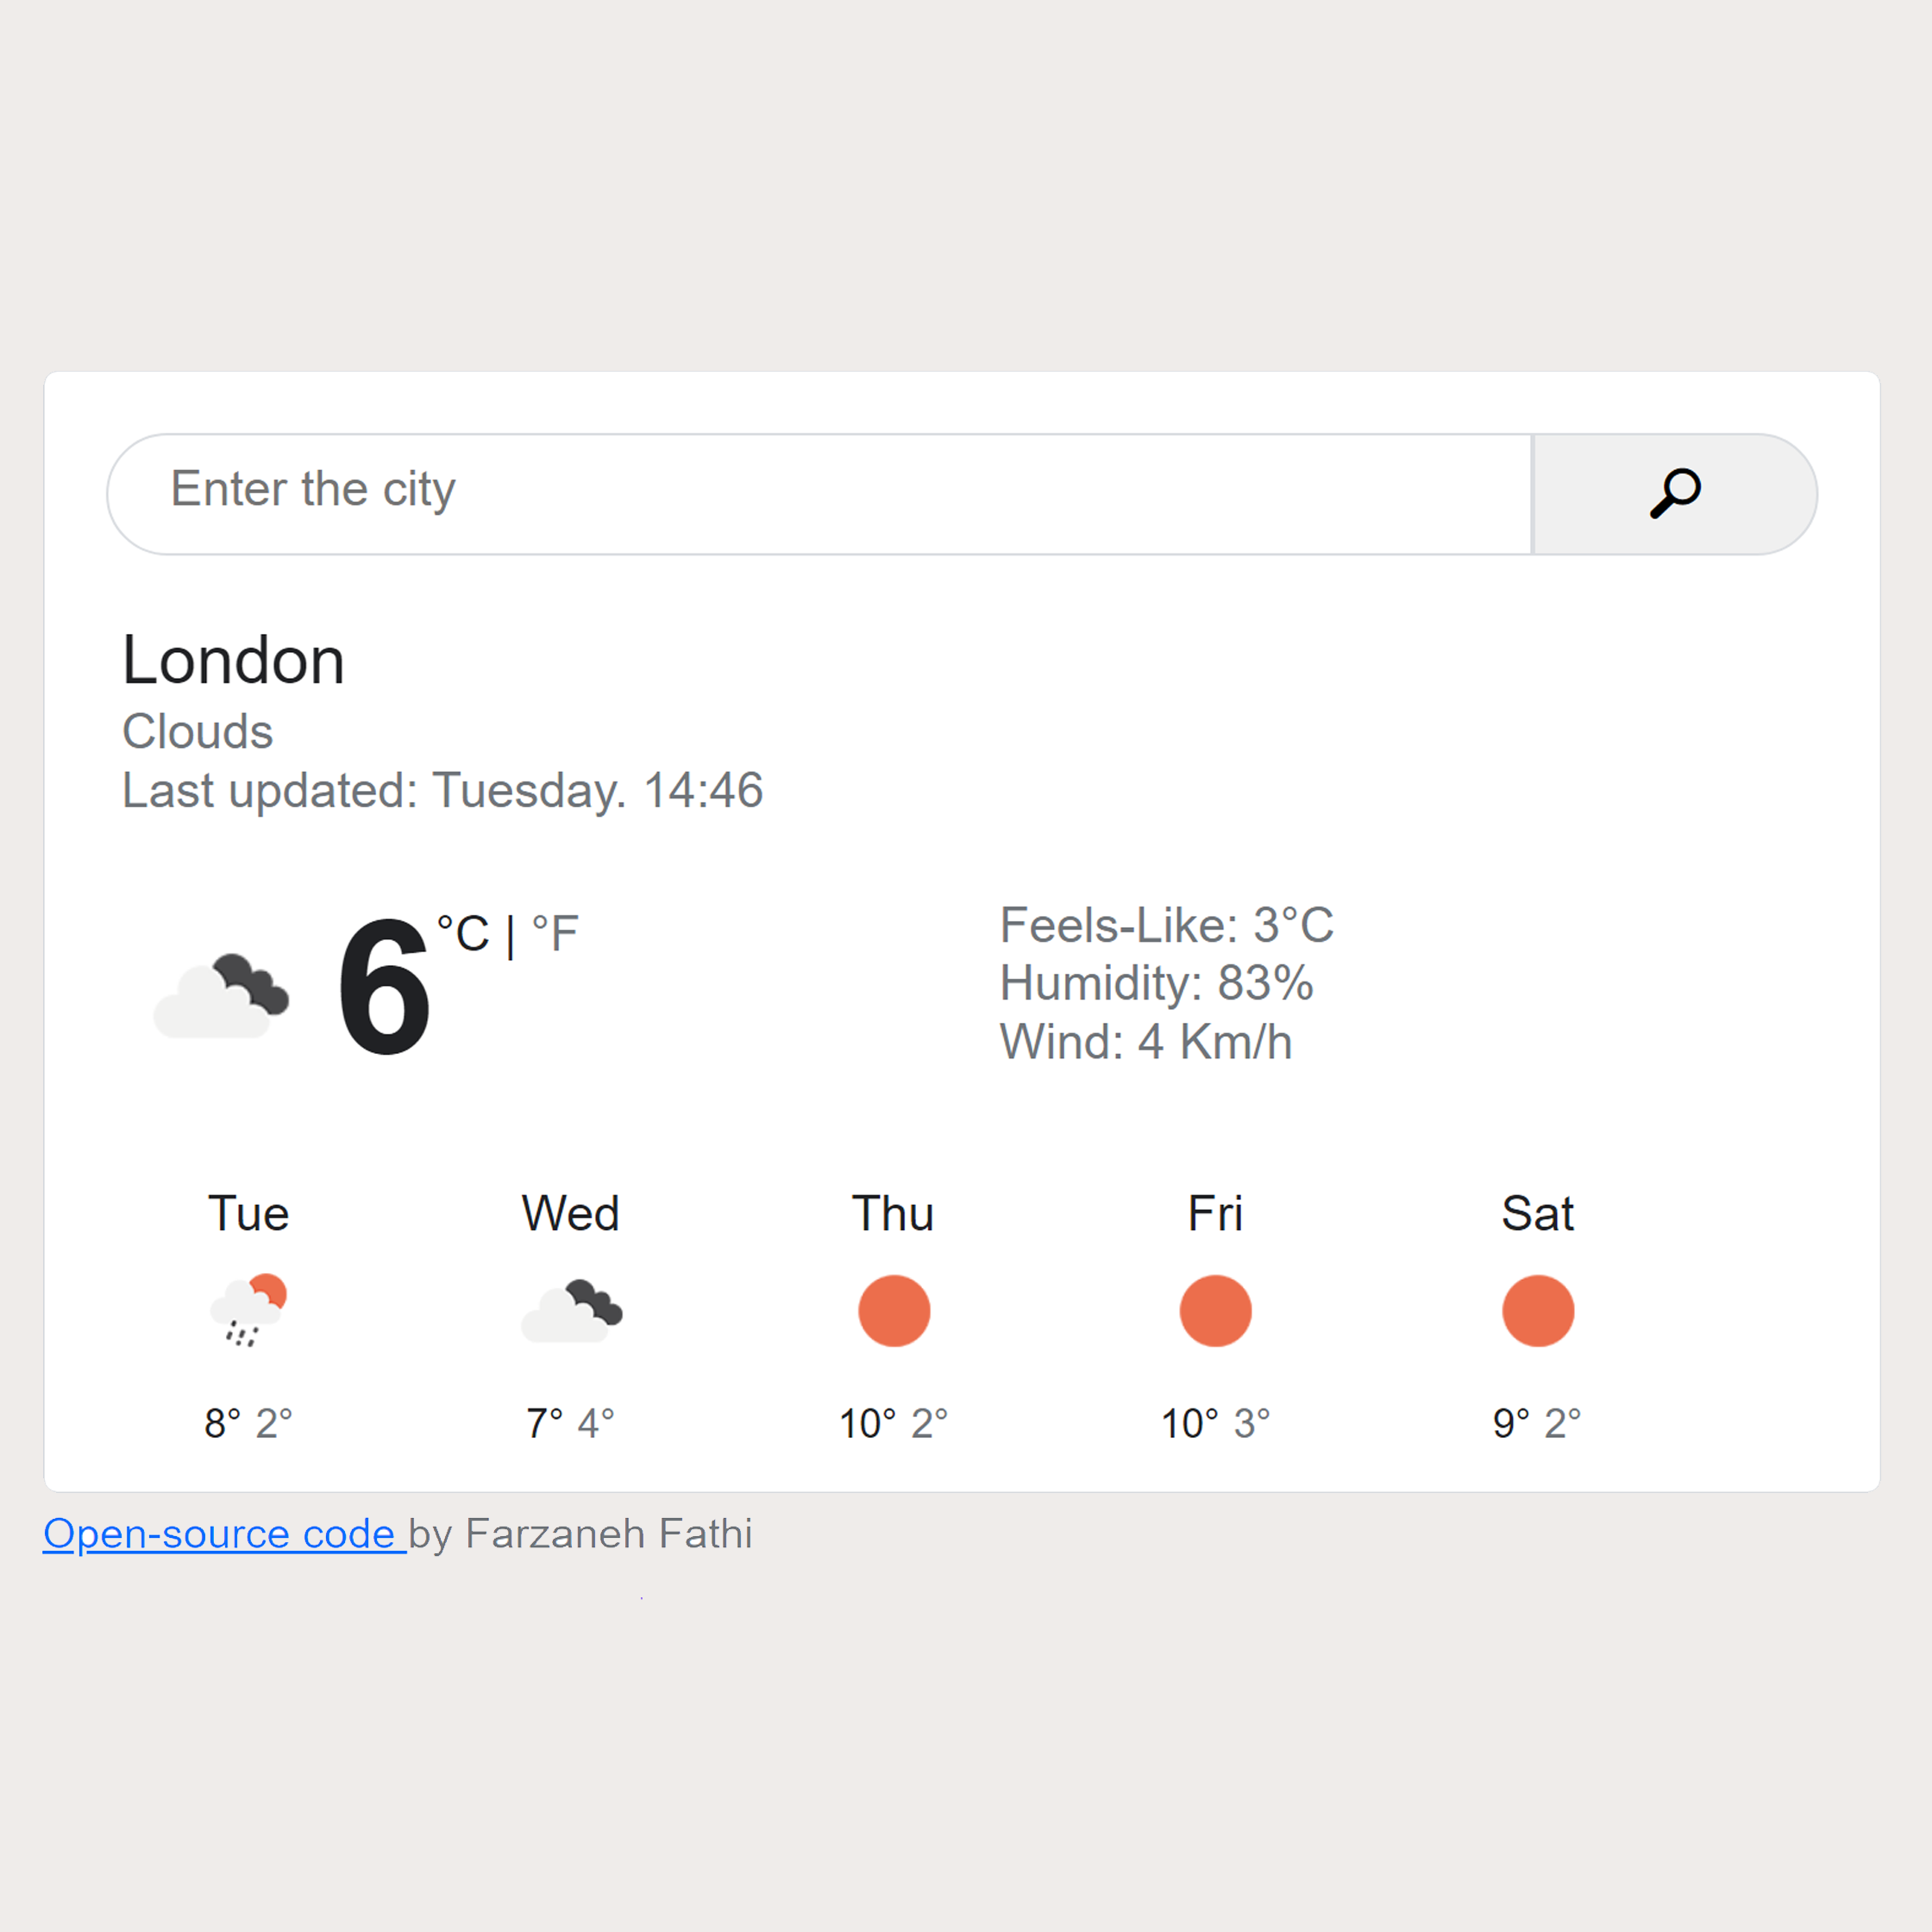 Enter the city
London
Clouds
Last updated: Tuesday. 14:46
6 °C | °F
Feels-Like: 3°C
Humidity: 83%
Wind: 4 Km/h
Tue Wed Thu Fri Sat
8° 2° 7° 4° 10° 2° 10° 3° 9° 2°
Open-source code by Farzaneh Fathi